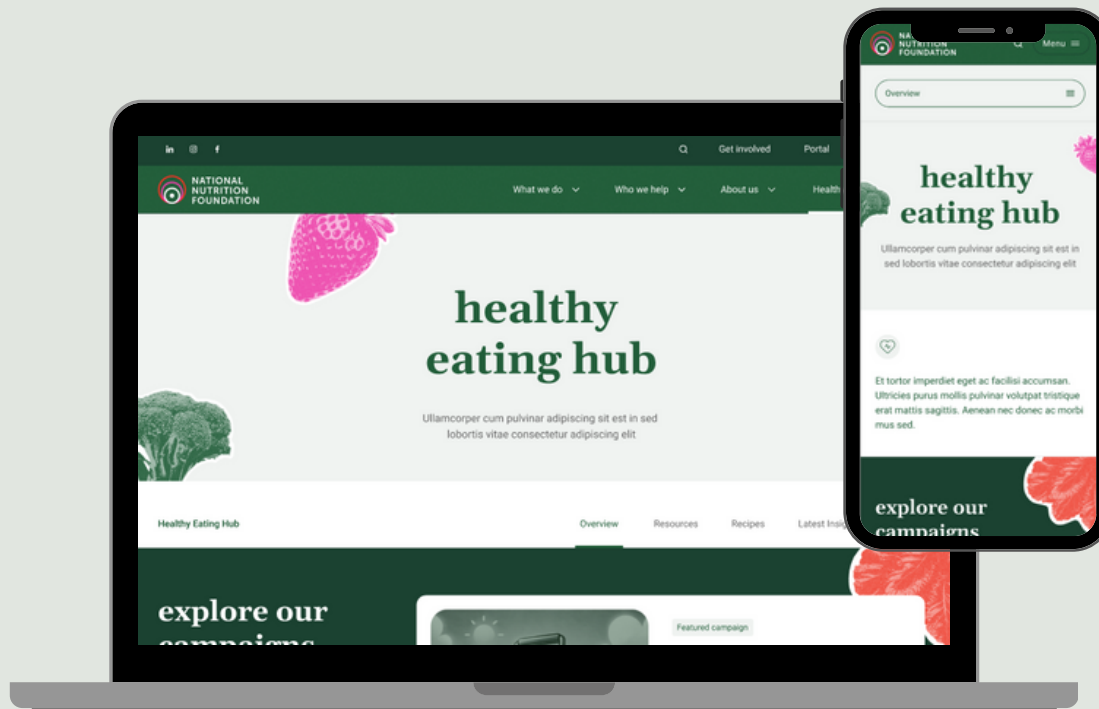 Get involved
Portal
NATIONAL
NUTRITION
FOUNDATION
What we do
Who we help
About us
Health
healthy
eating hub
Ullamcorper cum pulvinar adipiscing sit est in sed
lobortis vitae consectetur adipiscing elit
Healthy Eating Hub
Overview
Resources
Recipes
Latest
explore our
campaigns
Featured campaign
NUTRITION
FOUNDATION
Menu
Overview
healthy
eating hub
Ullamcorper cum pulvinar adipiscing sit est in
sed lobortis vitae consectetur adipiscing elit
Et tortor imperdiet eget ac facilisi accumsan.
Ultricies purus mollis pulvinar volutpat tristique
erat mattis sagittis. Aenean nec donec ac morbi
mus sed.
explore our
campaigns